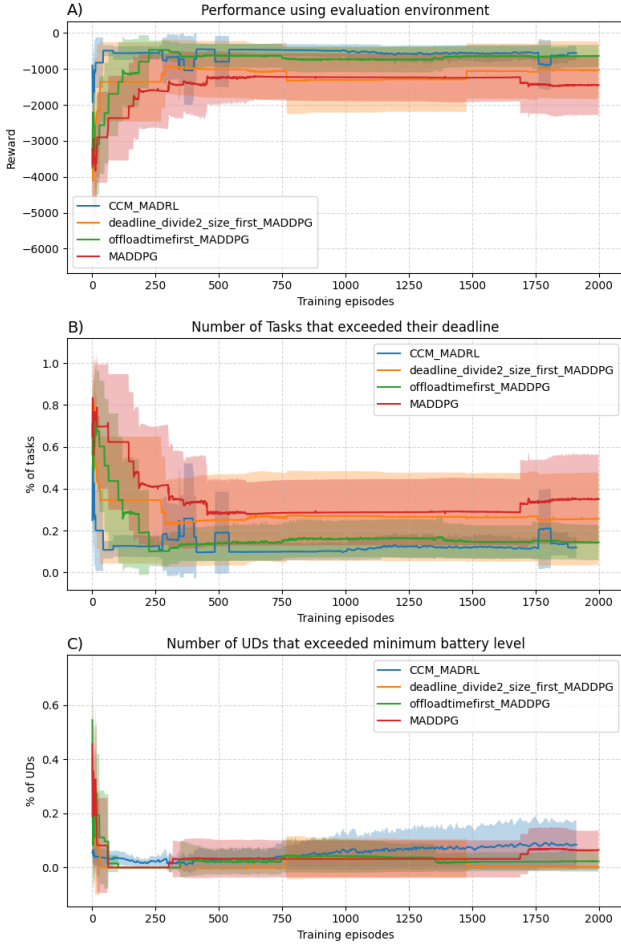 A) Performance using evaluation environment
0
−1000
−2000
−3000
−4000
−5000
−6000
Reward
CCM_MADRL
deadline_divide2_size_first_MADDPG
offloadtimefirst_MADDPG
MADDPG
0 250 500 750 1000 1250 1500 1750 2000
Training episodes
B) Number of Tasks that exceeded their deadline
1.0
0.8
0.6
0.4
0.2
0.0
% of tasks
CCM_MADRL
deadline_divide2_size_first_MADDPG
offloadtimefirst_MADDPG
MADDPG
0 250 500 750 1000 1250 1500 1750 2000
Training episodes
C) Number of UDs that exceeded minimum battery level
0.6
0.4
0.2
0.0
% of UDs
CCM_MADRL
deadline_divide2_size_first_MADDPG
offloadtimefirst_MADDPG
MADDPG
0 250 500 750 1000 1250 1500 1750 2000
Training episodes